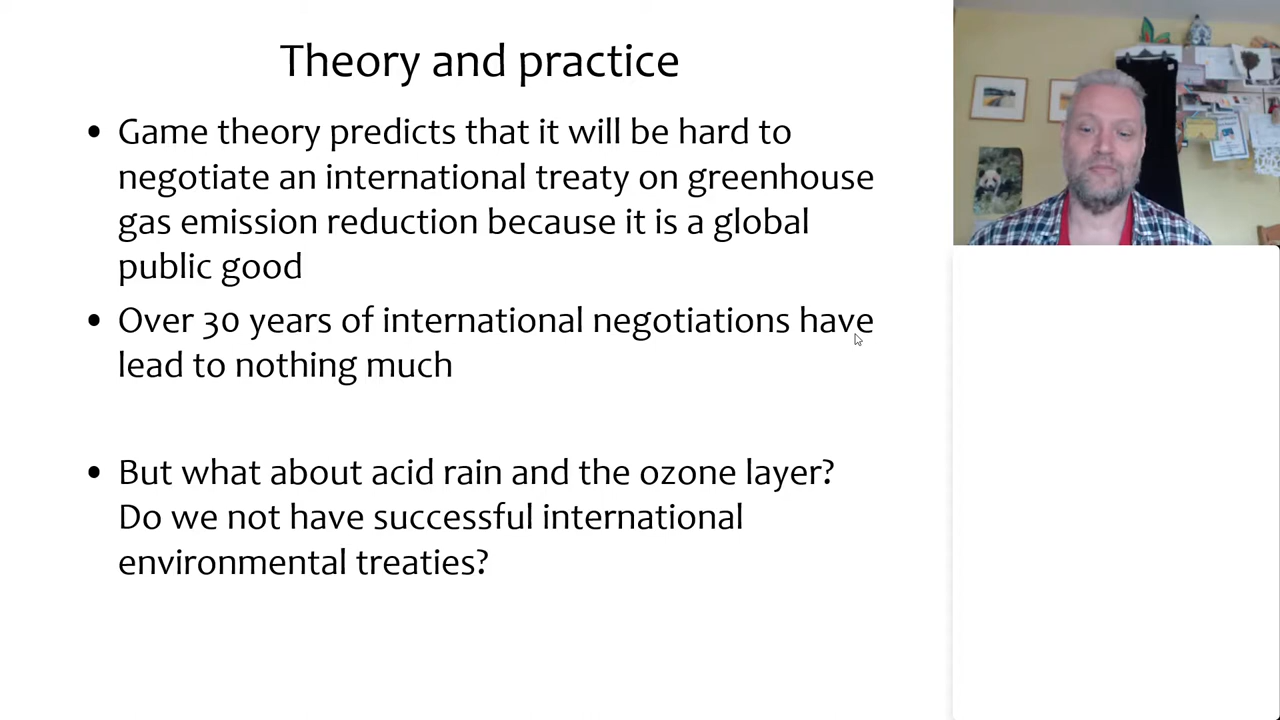 Theory and practice
• Game theory predicts that it will be hard to
negotiate an international treaty on greenhouse
gas emission reduction because it is a global
public good
• Over 30 years of international negotiations have
lead to nothing much
• But what about acid rain and the ozone layer?
Do we not have successful international
environmental treaties?